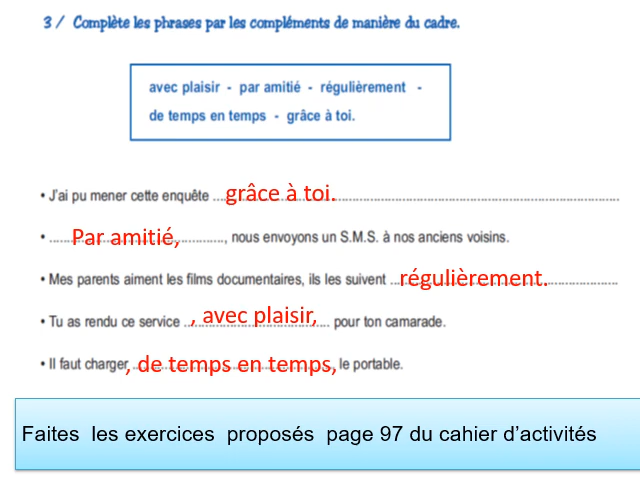 3 / Complète les phrases par les compléments de manière du cadre.
avec plaisir - par amitié - régulièrement -
de temps en temps - grâce à toi.
• J'ai pu mener cette enquête grâce à toi.
• Par amitié, , nous envoyons un S.M.S. à nos anciens voisins.
• Mes parents aiment les films documentaires, ils les suivent régulièrement.
• Tu as rendu ce service , avec plaisir, pour ton camarade.
• Il faut charger , de temps en temps, le portable.
Faites les exercices proposés page 97 du cahier d'activités